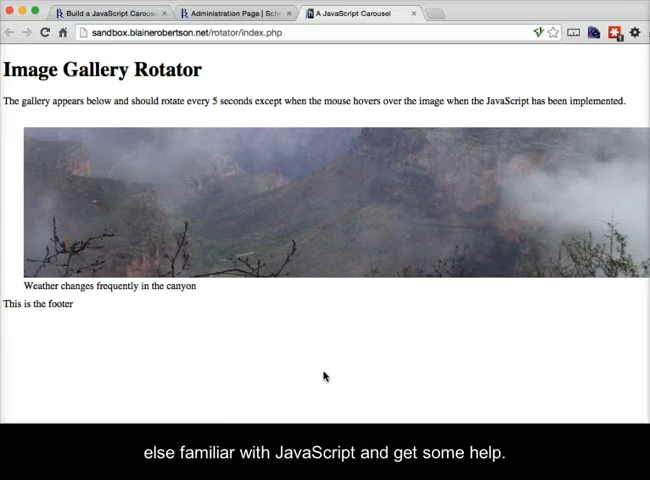 Build a JavaScript Carous
Administration Page | Sch
A JavaScript Carousel
sandbox.blainerobertson.net/rotator/index.php
Image Gallery Rotator
The gallery appears below and should rotate every 5 seconds except when the mouse hovers over the image when the JavaScript has been implemented.
Weather changes frequently in the canyon
This is the footer
else familiar with JavaScript and get some help.